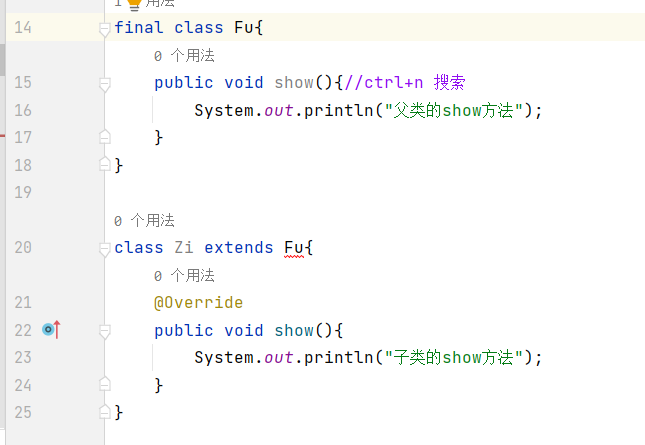 1 用法
14 final class Fu{
0 个用法
15 public void show(){//ctrl+n 搜索
16 System.out.println("父类的show方法");
17 }
18 }
19
0 个用法
20 class Zi extends Fu{
0 个用法
21 @Override
22 public void show(){
23 System.out.println("子类的show方法");
24 }
25 }